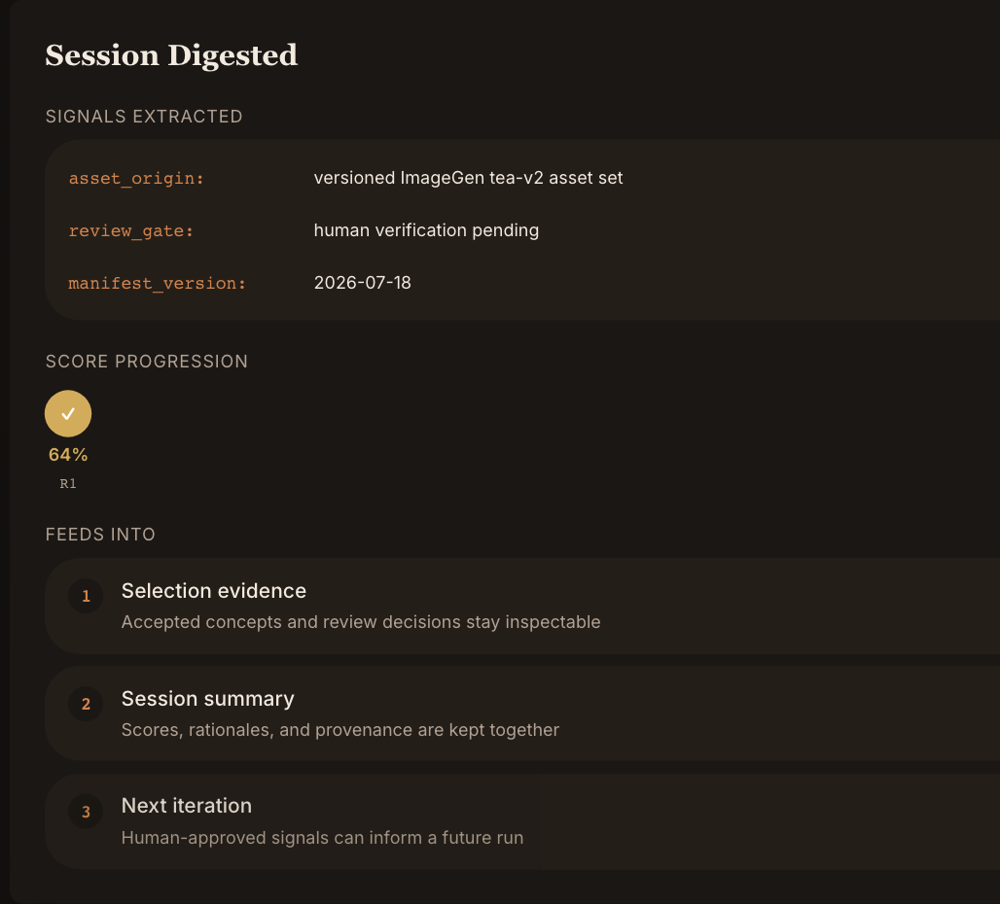 Session Digested
SIGNALS EXTRACTED
asset_origin: versioned ImageGen tea-v2 asset set
review_gate: human verification pending
manifest_version: 2026-07-18
SCORE PROGRESSION
64%
R1
FEEDS INTO
1 Selection evidence
Accepted concepts and review decisions stay inspectable
2 Session summary
Scores, rationales, and provenance are kept together
3 Next iteration
Human-approved signals can inform a future run